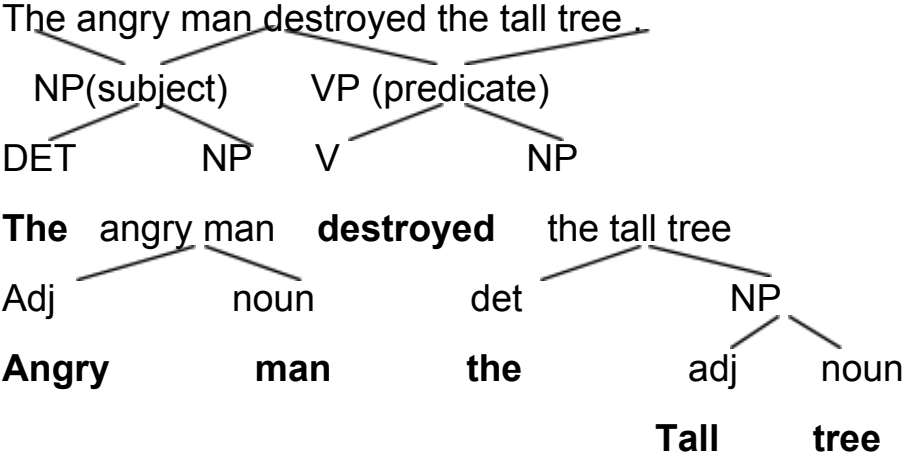 The angry man destroyed the tall tree .
NP(subject) VP (predicate)
DET NP V NP
The angry man destroyed the tall tree
Adj noun det NP
Angry man the adj noun
Tall tree